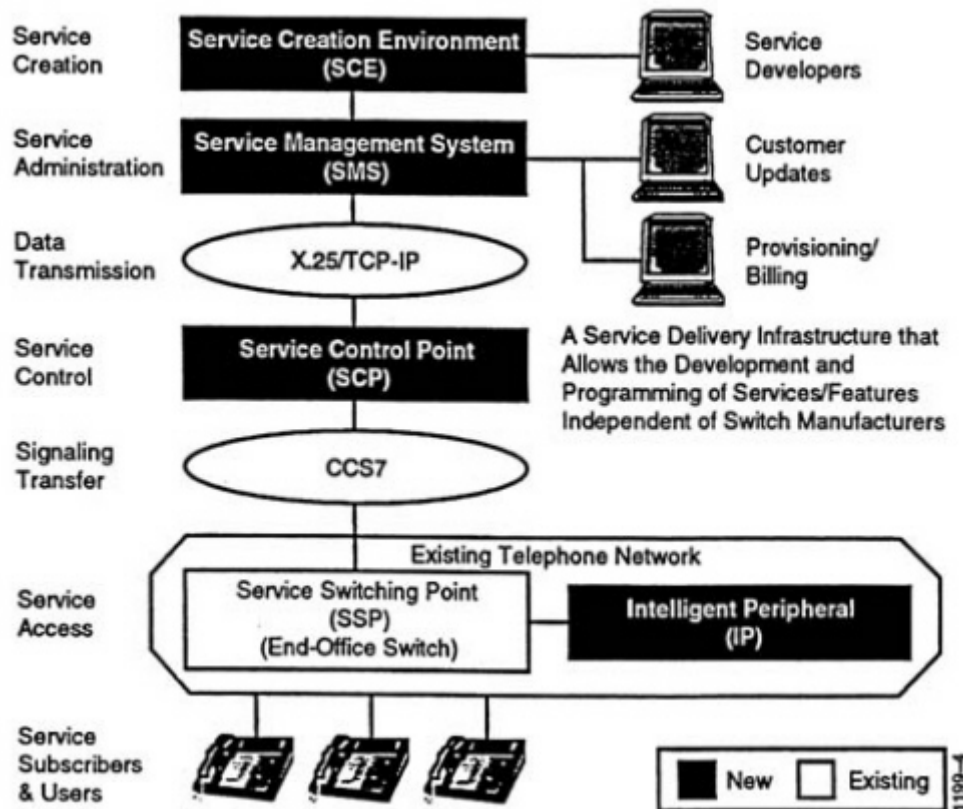 Service
Creation
Service Creation Environment
(SCE)
Service
Developers
Service
Administration
Service Management System
(SMS)
Customer
Updates
Data
Transmission
X.25/TCP-IP
Provisioning/
Billing
Service
Control
Service Control Point
(SCP)
A Service Delivery Infrastructure that
Allows the Development and
Programming of Services/Features
Independent of Switch Manufacturers
Signaling
Transfer
CCS7
Existing Telephone Network
Service
Access
Service Switching Point
(SSP)
(End-Office Switch)
Intelligent Peripheral
(IP)
Service
Subscribers
& Users
New
Existing